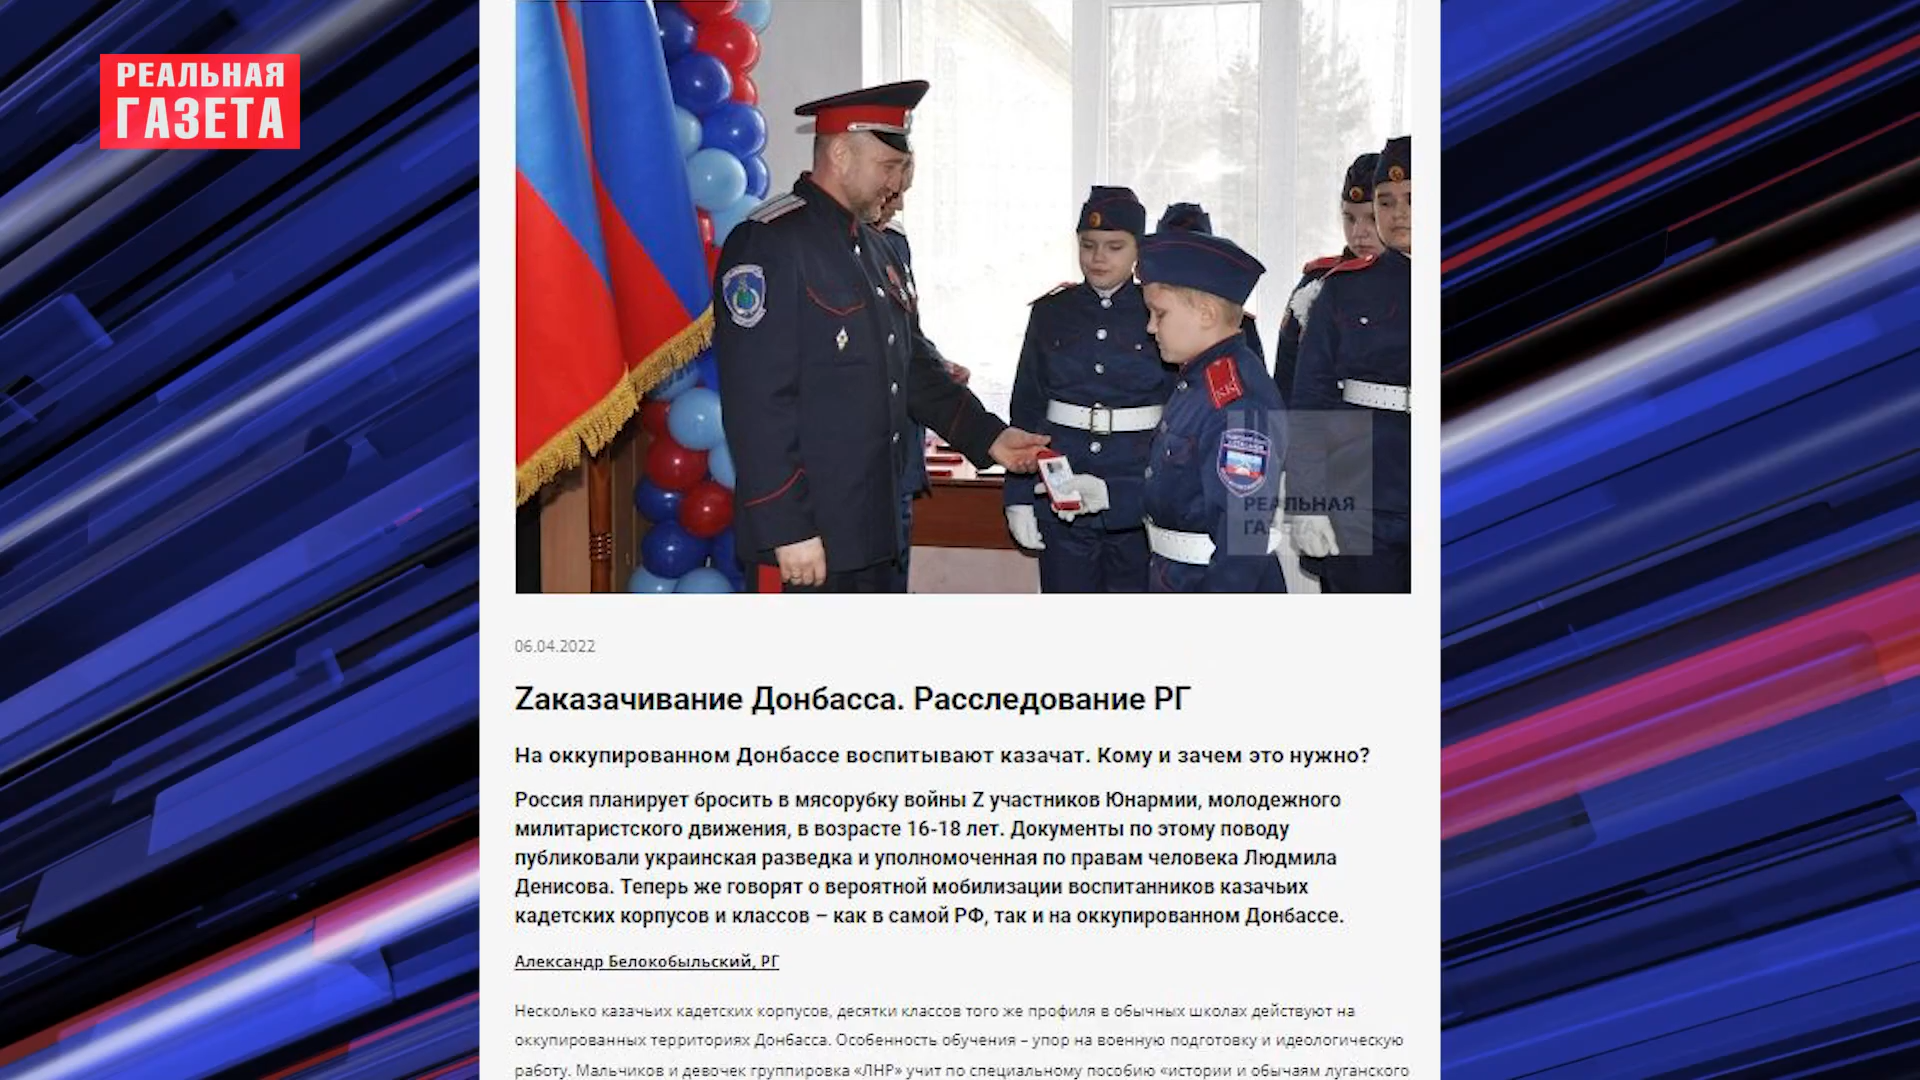 РЕАЛЬНАЯ
ГАЗЕТА
КК
РЕАЛЬНАЯ
ГАЗЕТА
06.04.2022
Zаказачивание Донбасса. Расследование РГ
На оккупированном Донбассе воспитывают казачат. Кому и зачем это нужно?
Россия планирует бросить в мясорубку войны Z участников Юнармии, молодежного
милитаристского движения, в возрасте 16-18 лет. Документы по этому поводу
публиковали украинская разведка и уполномоченная по правам человека Людмила
Денисова. Теперь же говорят о вероятной мобилизации воспитанников казачьих
кадетских корпусов и классов – как в самой РФ, так и на оккупированном Донбассе.
Александр Белокобыльский, РГ
Несколько казачьих кадетских корпусов, десятки классов того же профиля в обычных школах действуют на
оккупированных территориях Донбасса. Особенность обучения – упор на военную подготовку и идеологическую
работу. Мальчиков и девочек группировка «ЛНР» учит по специальному пособию «истории и обычаям луганского